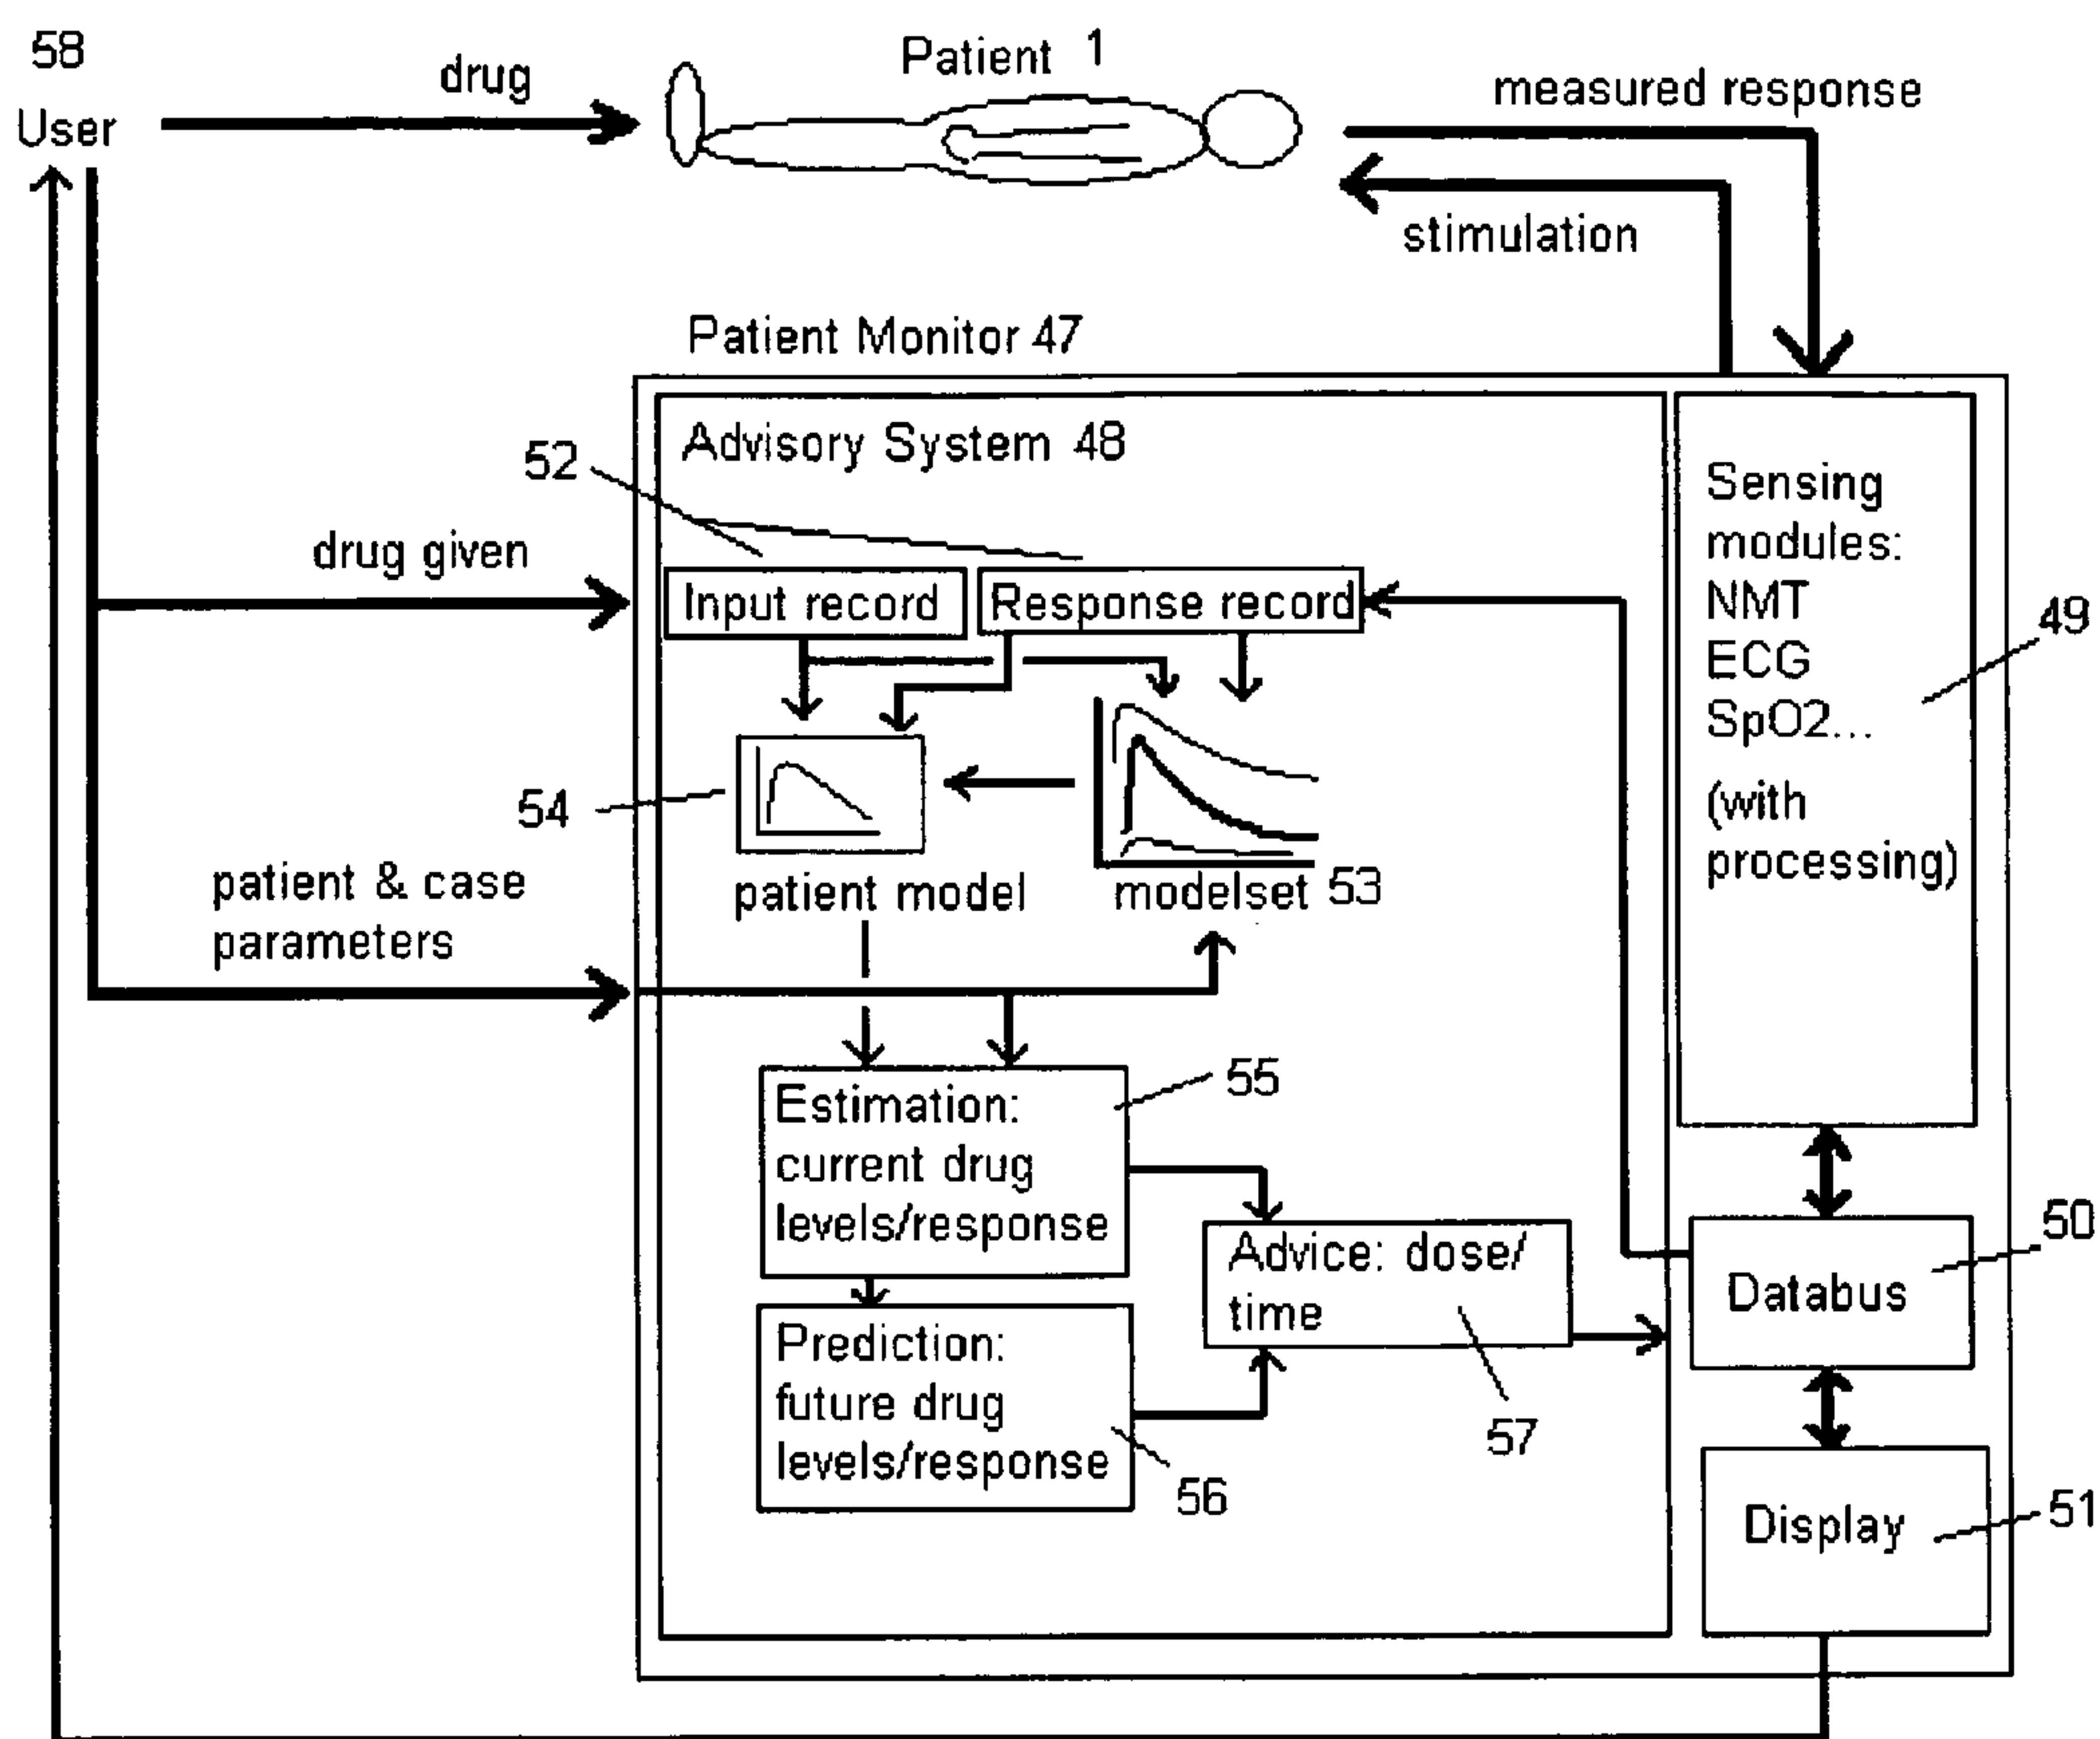 58
User
drug
Patient 1
measured response
stimulation
Patient Monitor 47
Advisory System 48
52
drug given
Input record
Response record
Sensing
modules:
NMT
ECG
SpO2...
(with
processing)
49
54
patient model
modelset 53
patient & case
parameters
Estimation:
current drug
levels/response
55
Advice: dose/
time
57
Prediction:
future drug
levels/response
56
Databus
50
Display
51